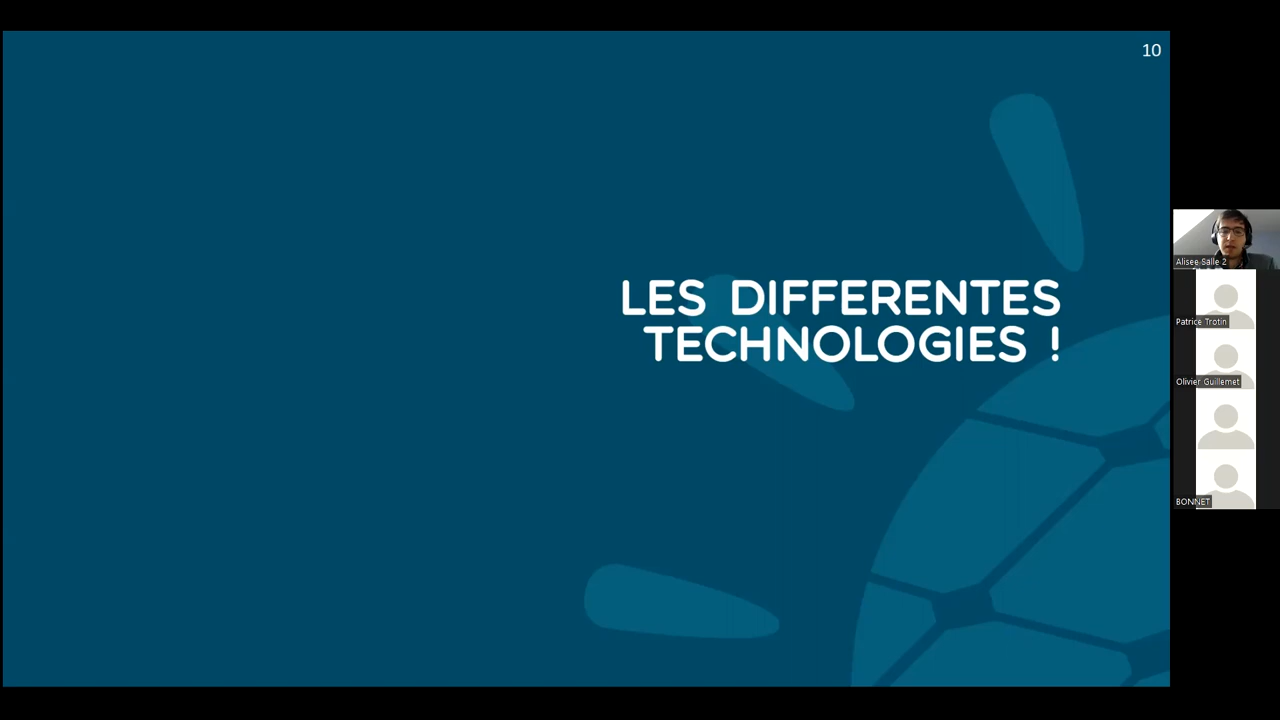 10
LES DIFFERENTES
TECHNOLOGIES !
Alisee Salle 2
Patrice Trotin
Olivier Guillemet
BONNET